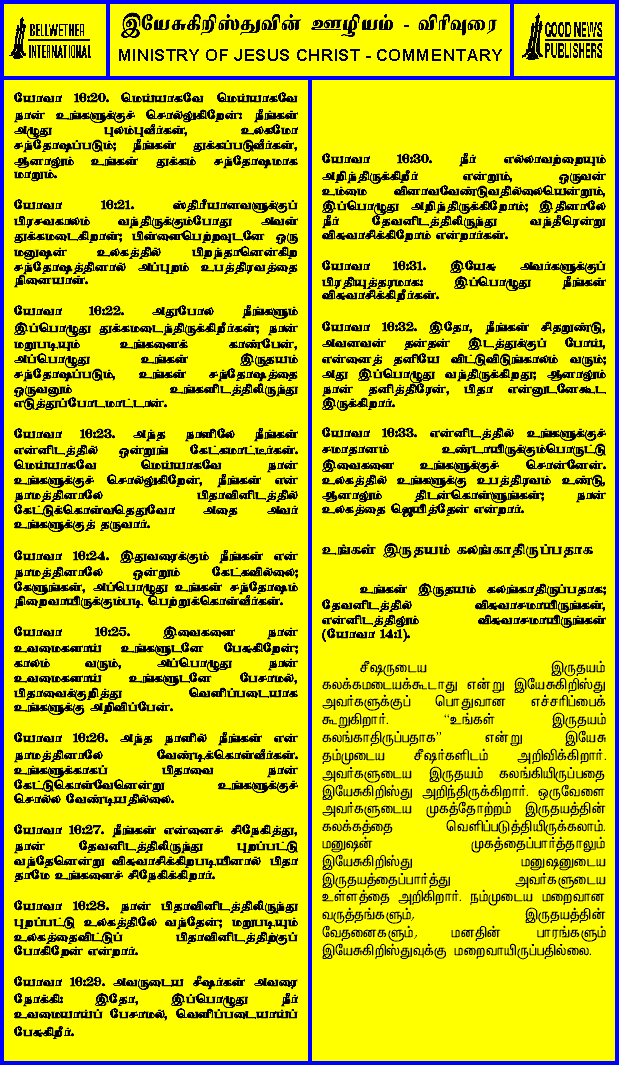 BELLWETHER
INTERNATIONAL
இயேசுகிறிஸ்துவின் ஊழியம் - விரிவுரை
MINISTRY OF JESUS CHRIST - COMMENTARY
GOOD NEWS
PUBLISHERS
யோவா 16:20. மெய்யாகவே மெய்யாகவே
நான் உங்களுக்குச் சொல்லுகிறேன்: நீங்கள்
அழுது புலம்புவீர்கள், உலகமோ
சந்தோஷப்படும்; நீங்கள் துக்கப்படுவீர்கள்,
ஆனாலும் உங்கள் துக்கம் சந்தோஷமாக
மாறும்.
யோவா 16:21. ஸ்திரீயானவளுக்குப்
பிரசவகாலம் வந்திருக்கும்போது அவள்
துக்கமடைகிறாள்; பிள்ளைபெற்றவுடனே ஒரு
மனுஷன் உலகத்தில் பிறந்தானென்கிற
சந்தோஷத்தினால் அப்புறம் உபத்திரவத்தை
நினையாள்.
யோவா 16:22. அதுபோல நீங்களும்
இப்பொழுது துக்கமடைந்திருக்கிறீர்கள்; நான்
மறுபடியும் உங்களைக் காண்பேன்,
அப்பொழுது உங்கள் இருதயம்
சந்தோஷப்படும், உங்கள் சந்தோஷத்தை
ஒருவனும் உங்களிடத்திலிருந்து
எடுத்துப்போடமாட்டான்.
யோவா 16:23. அந்த நாளிலே நீங்கள்
என்னிடத்தில் ஒன்றுங் கேட்கமாட்டீர்கள்.
மெய்யாகவே மெய்யாகவே நான்
உங்களுக்குச் சொல்லுகிறேன், நீங்கள் என்
நாமத்தினாலே பிதாவினிடத்தில்
கேட்டுக்கொள்வதெதுவோ அதை அவர்
உங்களுக்குத் தருவார்.
யோவா 16:24. இதுவரைக்கும் நீங்கள் என்
நாமத்தினாலே ஒன்றும் கேட்கவில்லை;
கேளுங்கள், அப்பொழுது உங்கள் சந்தோஷம்
நிறைவாயிருக்கும்படி பெற்றுக்கொள்வீர்கள்.
யோவா 16:25. இவைகளை நான்
உவமைகளாய் உங்களுடனே பேசுகிறேன்;
காலம் வரும், அப்பொழுது நான்
உவமைகளாய் உங்களுடனே பேசாமல்,
பிதாவைக்குறித்து வெளிப்படையாக
உங்களுக்கு அறிவிப்பேன்.
யோவா 16:26. அந்த நாளில் நீங்கள் என்
நாமத்தினாலே வேண்டிக்கொள்வீர்கள்.
உங்களுக்காகப் பிதாவை நான்
கேட்டுக்கொள்வேனென்று உங்களுக்குச்
சொல்ல வேண்டியதில்லை.
யோவா 16:27. நீங்கள் என்னைச் சிநேகித்து,
நான் தேவனிடத்திலிருந்து புறப்பட்டு
வந்தேனென்று விசுவாசிக்கிறபடியினால் பிதா
தாமே உங்களைச் சிநேகிக்கிறார்.
யோவா 16:28. நான் பிதாவினிடத்திலிருந்து
புறப்பட்டு உலகத்திலே வந்தேன்; மறுபடியும்
உலகத்தைவிட்டுப் பிதாவினிடத்திற்குப்
போகிறேன் என்றார்.
யோவா 16:29. அவருடைய சீஷர்கள் அவரை
நோக்கி: இதோ, இப்பொழுது நீர்
உவமையாய்ப் பேசாமல், வெளிப்படையாய்ப்
பேசுகிறீர்.
யோவா 16:30. நீர் எல்லாவற்றையும்
அறிந்திருக்கிறீர் என்றும், ஒருவன்
உம்மை வினாவவேண்டுவதில்லையென்றும்,
இப்பொழுது அறிந்திருக்கிறோம்; இதினாலே
நீர் தேவனிடத்திலிருந்து வந்தீரென்று
விசுவாசிக்கிறோம் என்றார்கள்.
யோவா 16:31. இயேசு அவர்களுக்குப்
பிரதியுத்தரமாக: இப்பொழுது நீங்கள்
விசுவாசிக்கிறீர்கள்.
யோவா 16:32. இதோ, நீங்கள் சிதறுண்டு,
அவனவன் தன்தன் இடத்துக்குப் போய்,
என்னைத் தனியே விட்டுவிடுங்காலம் வரும்;
அது இப்பொழுது வந்திருக்கிறது; ஆனாலும்
நான் தனித்திரேன், பிதா என்னுடனேகூட
இருக்கிறார்.
யோவா 16:33. என்னிடத்தில் உங்களுக்குச்
சமாதானம் உண்டாயிருக்கும்பொருட்டு
இவைகளை உங்களுக்குச் சொன்னேன்.
உலகத்தில் உங்களுக்கு உபத்திரவம் உண்டு,
ஆனாலும் திடன்கொள்ளுங்கள்; நான்
உலகத்தை ஜெயித்தேன் என்றார்.
உங்கள் இருதயம் கலங்காதிருப்பதாக
உங்கள் இருதயம் கலங்காதிருப்பதாக;
தேவனிடத்தில் விசுவாசமாயிருங்கள்,
என்னிடத்திலும் விசுவாசமாயிருங்கள்
(யோவா 14:1).
சீஷருடைய இருதயம்
கலக்கமடையக்கூடாது என்று இயேசுகிறிஸ்து
அவர்களுக்குப் பொதுவான எச்சரிப்பைக்
கூறுகிறார். “உங்கள் இருதயம்
கலங்காதிருப்பதாக” என்று இயேசு
தம்முடைய சீஷர்களிடம் அறிவிக்கிறார்.
அவர்களுடைய இருதயம் கலங்கியிருப்பதை
இயேசுகிறிஸ்து அறிந்திருக்கிறார். ஒருவேளை
அவர்களுடைய முகத்தோற்றம் இருதயத்தின்
கலக்கத்தை வெளிப்படுத்தியிருக்கலாம்.
மனுஷன் முகத்தைப்பார்த்தாலும்
இயேசுகிறிஸ்து மனுஷனுடைய
இருதயத்தைப்பார்த்து அவர்களுடைய
உள்ளத்தை அறிகிறார். நம்முடைய மறைவான
வருத்தங்களும், இருதயத்தின்
வேதனைகளும், மனதின் பாரங்களும்
இயேசுகிறிஸ்துவுக்கு மறைவாயிருப்பதில்லை.